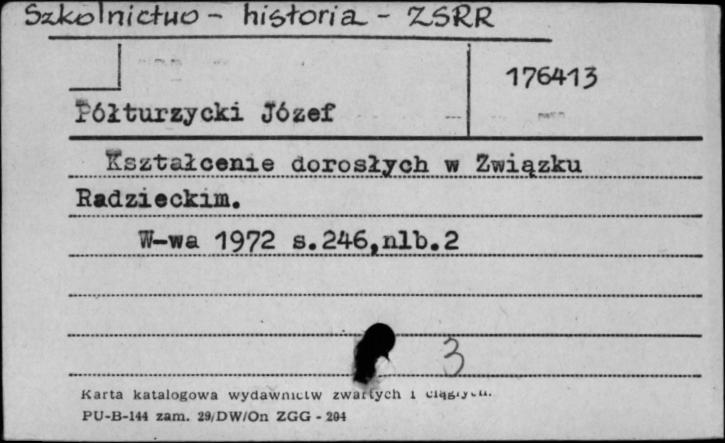 Szkolnictwo - historia - ZSRR
176413
Półturzycki Józef
Kształcenie dorosłych w Związku
Radzieckim.
W-wa 1972 s.246,nlb.2
3
Karta katalogowa wydawnictw zwartych i ciągłych.
PU-B-144 zam. 29/DW/On ZGG - 204